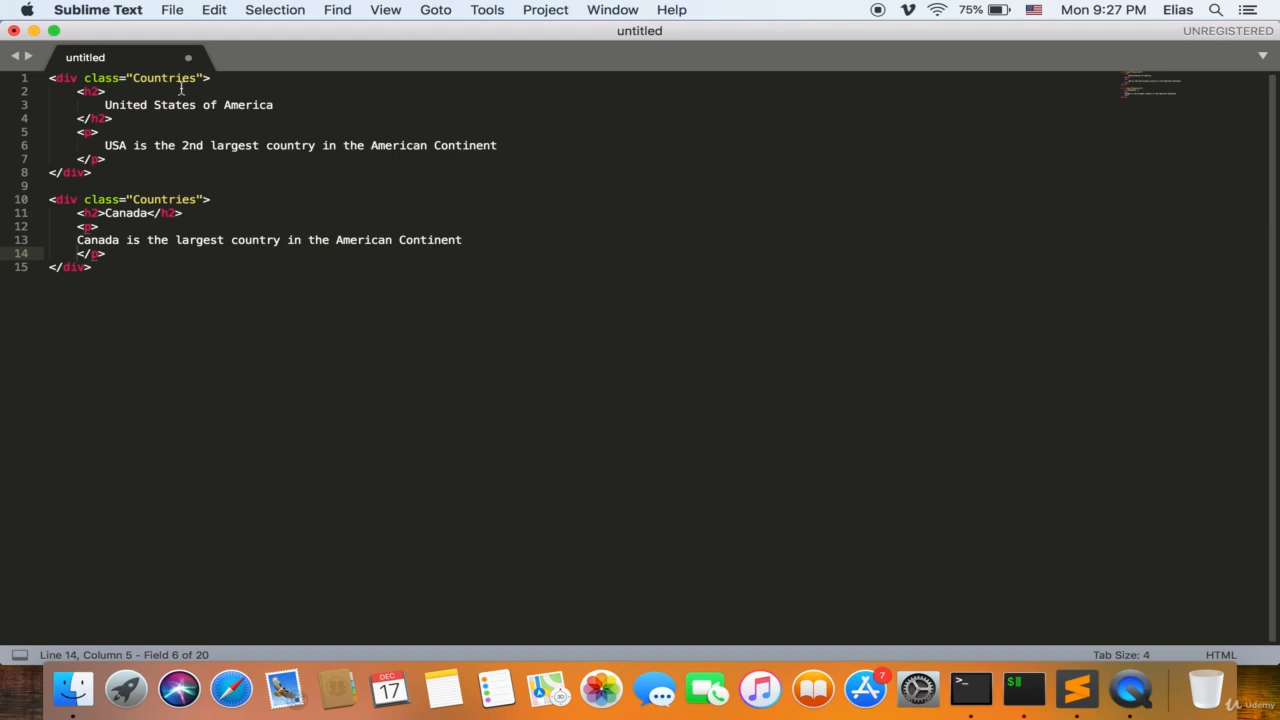 Sublime Text File Edit Selection Find View Goto Tools Project Window Help 75% Mon 9:27 PM Elias
untitled UNREGISTERED
untitled
1 <div class="Countries">
2 <h2>
3 United States of America
4 </h2>
5 <p>
6 USA is the 2nd largest country in the American Continent
7 </p>
8 </div>
9
10 <div class="Countries">
11 <h2>Canada</h2>
12 <p>
13 Canada is the largest country in the American Continent
14 </p>
15 </div>
Line 14, Column 5 - Field 6 of 20 Tab Size: 4 HTML
DEC
17
7
>_
$
Udemy